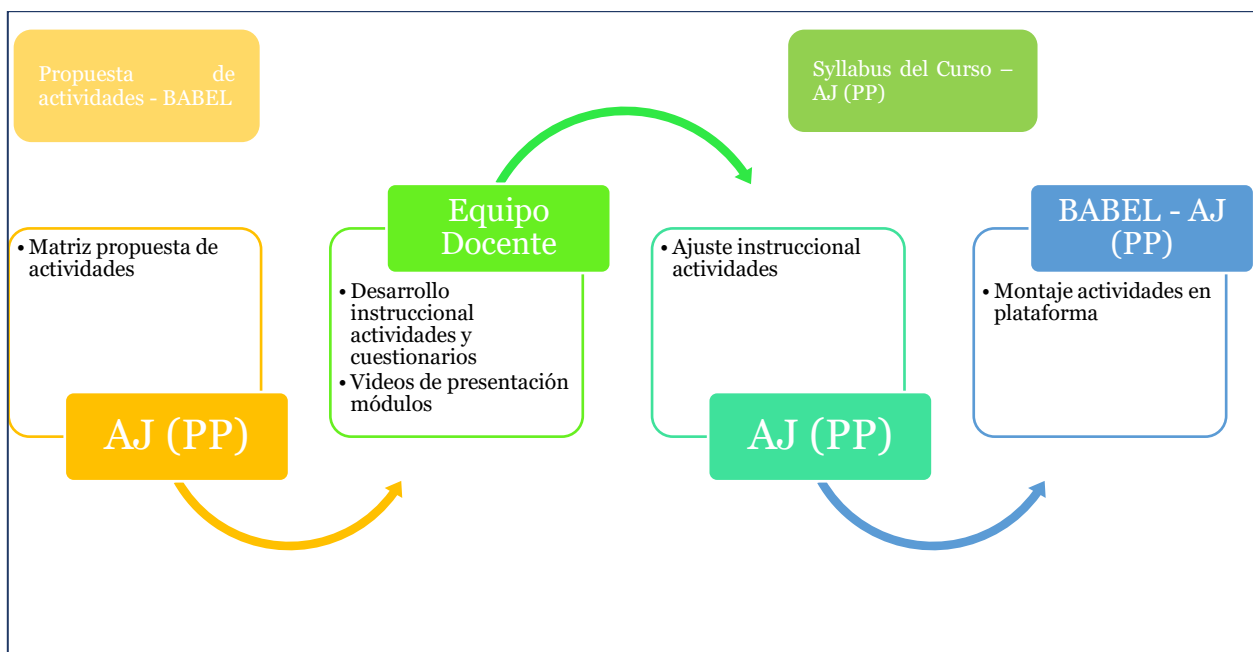 Propuesta de
actividades - BABEL
Syllabus del Curso –
AJ (PP)
• Matriz propuesta de
actividades
AJ (PP)
Equipo
Docente
• Desarrollo
instruccional
actividades y
cuestionarios
• Videos de presentación
módulos
• Ajuste instruccional
actividades
AJ (PP)
BABEL - AJ
(PP)
• Montaje actividades en
plataforma